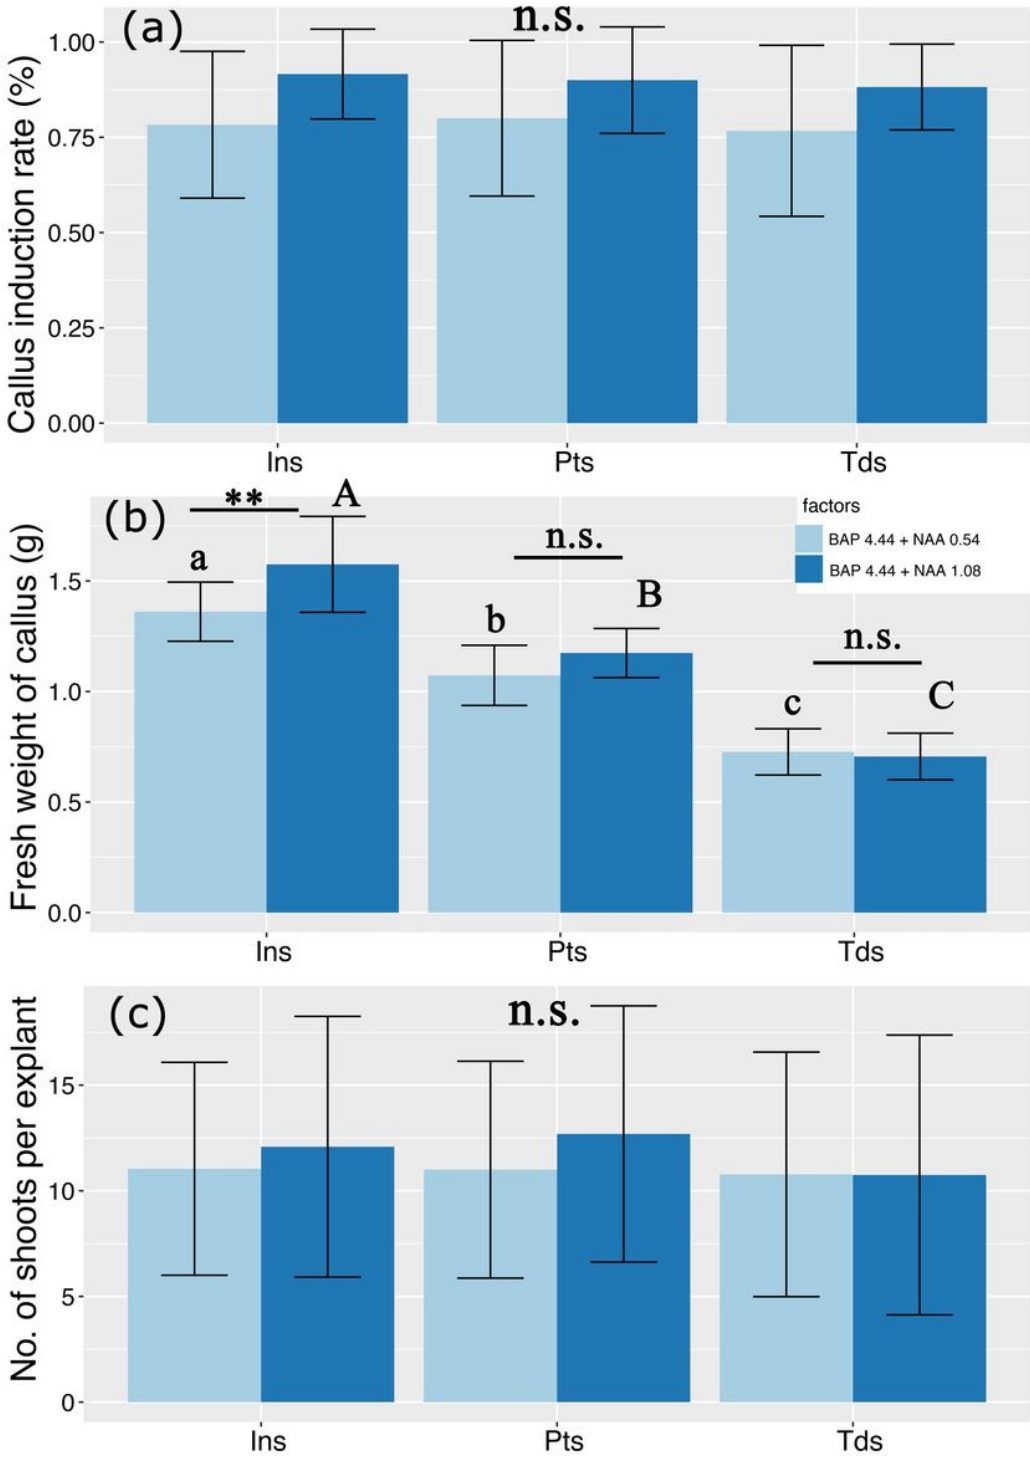 (a)
n.s.
Callus induction rate (%)
1.00
0.75
0.50
0.25
0.00
Ins Pts Tds
(b)
**
A
a
n.s.
b
B
n.s.
c
C
factors
BAP 4.44 + NAA 0.54
BAP 4.44 + NAA 1.08
Fresh weight of callus (g)
1.5
1.0
0.5
0.0
Ins Pts Tds
(c)
n.s.
No. of shoots per explant
15
10
5
0
Ins Pts Tds